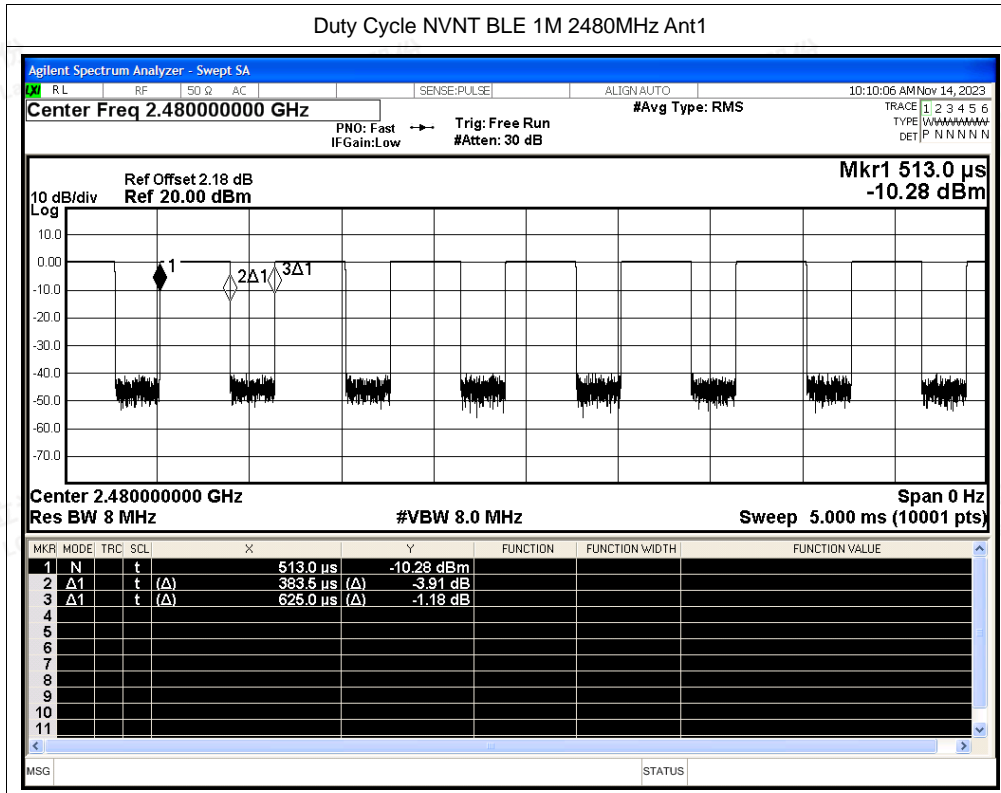 Duty Cycle NVNT BLE 1M 2480MHz Ant1
Agilent Spectrum Analyzer - Swept SA
LXI RL RF 50 Ω AC SENSE:PULSE ALIGN AUTO 10:10:06 AM Nov 14, 2023
Center Freq 2.480000000 GHz #Avg Type: RMS TRACE 1 2 3 4 5 6
PNO: Fast Trig: Free Run TYPE WWWWWW
IFGain:Low #Atten: 30 dB DET P N N N N N
Mkr1 513.0 µs
Ref Offset 2.18 dB
10 dB/div Ref 20.00 dBm -10.28 dBm
Log
10.0
0.00
1 2Δ1 3Δ1
-10.0
-20.0
-30.0
-40.0
-50.0
-60.0
-70.0
Center 2.480000000 GHz Span 0 Hz
Res BW 8 MHz #VBW 8.0 MHz Sweep 5.000 ms (10001 pts)
MKR MODE TRC SCL X Y FUNCTION FUNCTION WIDTH FUNCTION VALUE
1 N t 513.0 µs -10.28 dBm
2 Δ1 t (Δ) 383.5 µs (Δ) -3.91 dB
3 Δ1 t (Δ) 625.0 µs (Δ) -1.18 dB
4
5
6
7
8
9
10
11
MSG STATUS